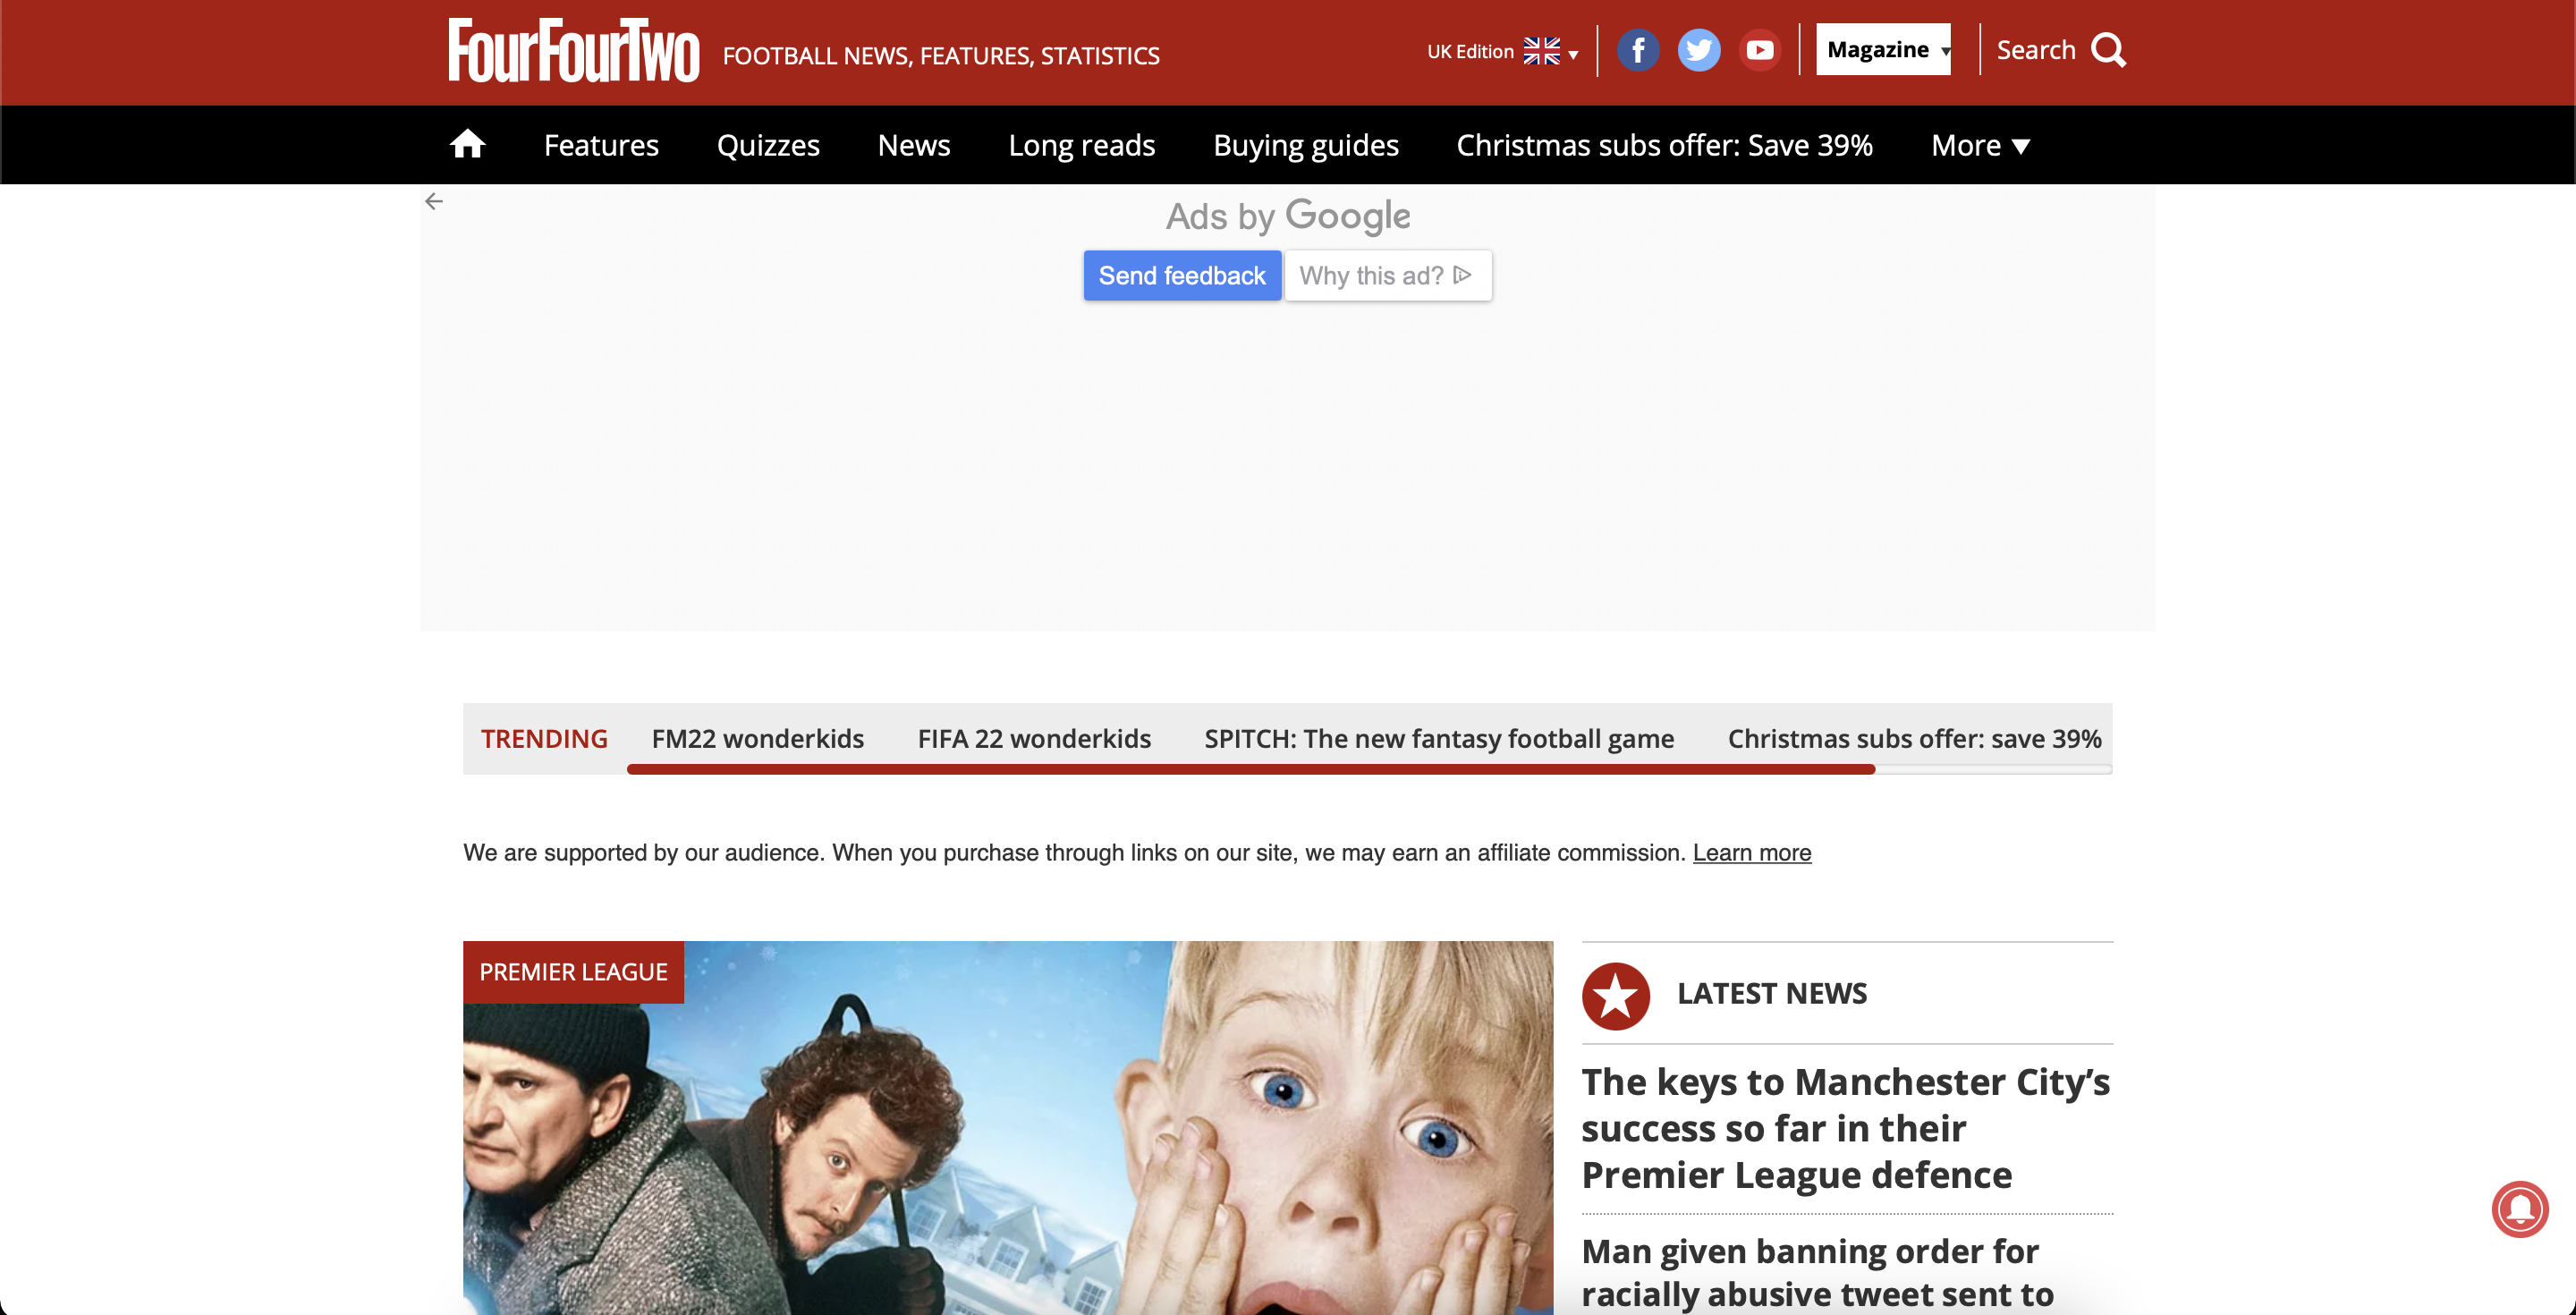 FourFourTwo
FOOTBALL NEWS, FEATURES, STATISTICS
UK Edition
Magazine
Search
Features
Quizzes
News
Long reads
Buying guides
Christmas subs offer: Save 39%
More
Ads by Google
Send feedback
Why this ad?
TRENDING
FM22 wonderkids
FIFA 22 wonderkids
SPITCH: The new fantasy football game
Christmas subs offer: save 39%
We are supported by our audience. When you purchase through links on our site, we may earn an affiliate commission. Learn more
PREMIER LEAGUE
LATEST NEWS
The keys to Manchester City’s
success so far in their
Premier League defence
Man given banning order for
racially abusive tweet sent to